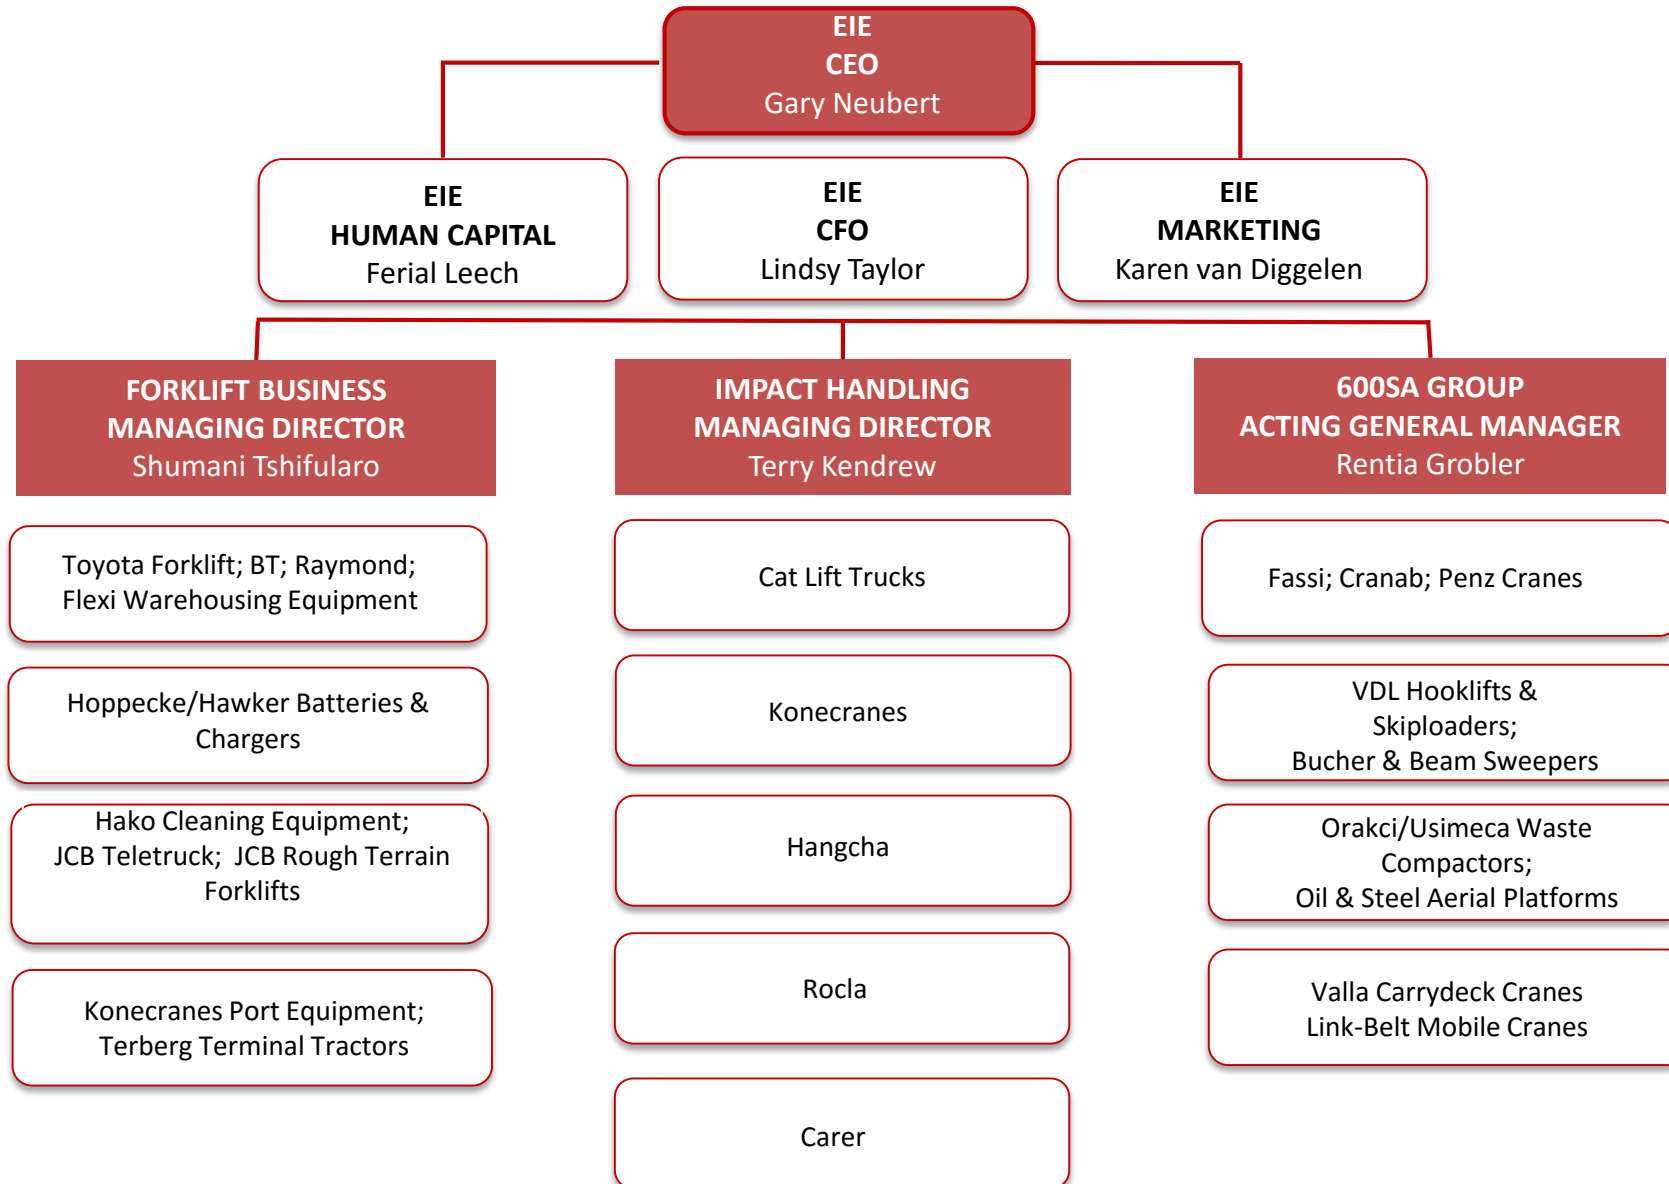 EIE
CEO
Gary Neubert
EIE
HUMAN CAPITAL
Ferial Leech
EIE
CFO
Lindsy Taylor
EIE
MARKETING
Karen van Diggelen
FORKLIFT BUSINESS
MANAGING DIRECTOR
Shumani Tshifularo
IMPACT HANDLING
MANAGING DIRECTOR
Terry Kendrew
600SA GROUP
ACTING GENERAL MANAGER
Rentia Grobler
Toyota Forklift; BT; Raymond;
Flexi Warehousing Equipment
Hoppecke/Hawker Batteries &
Chargers
Hako Cleaning Equipment;
JCB Teletruck; JCB Rough Terrain
Forklifts
Konecranes Port Equipment;
Terberg Terminal Tractors
Cat Lift Trucks
Konecranes
Hangcha
Rocla
Carer
Fassi; Cranab; Penz Cranes
VDL Hooklifts &
Skiploaders;
Bucher & Beam Sweepers
Orakci/Usimeca Waste
Compactors;
Oil & Steel Aerial Platforms
Valla Carrydeck Cranes
Link-Belt Mobile Cranes